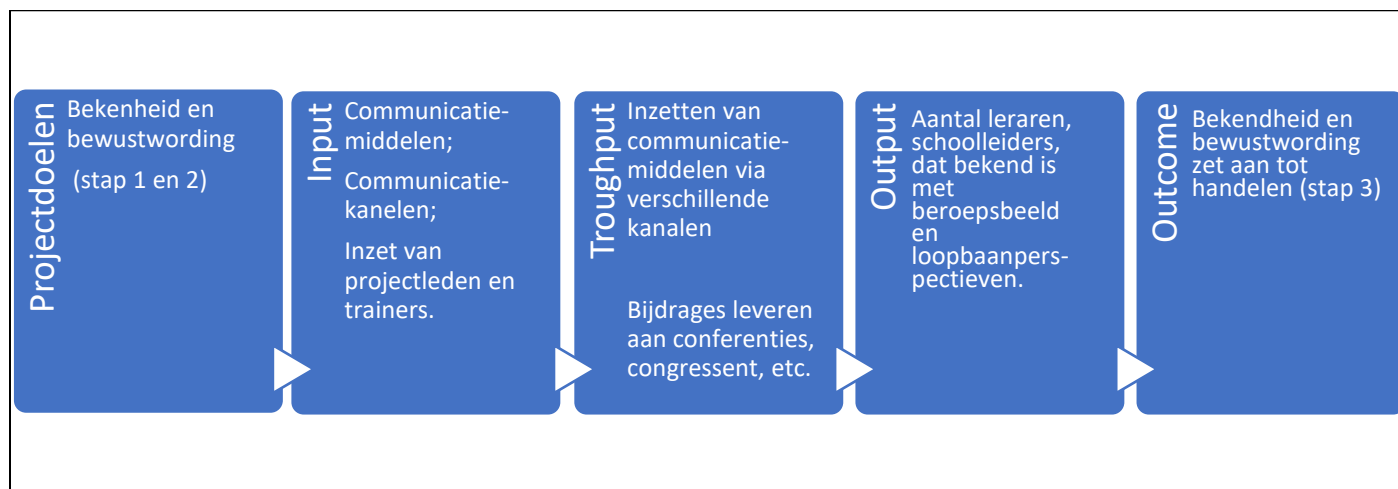 Projectdoelen
Bekenheid en
bewustwording
(stap 1 en 2)
Input
Communicatie-
middelen;
Communicatie-
kanelen;
Inzet van
projectleden en
trainers.
Troughput
Inzetten van
communicatie-
middelen via
verschillende
kanalen
Bijdrages leveren
aan conferenties,
congressent, etc.
Output
Aantal leraren,
schoolleiders,
dat bekend is
met
beroepsbeeld
en
loopbaanpers-
pectieven.
Outcome
Bekendheid en
bewustwording
zet aan tot
handelen (stap 3)